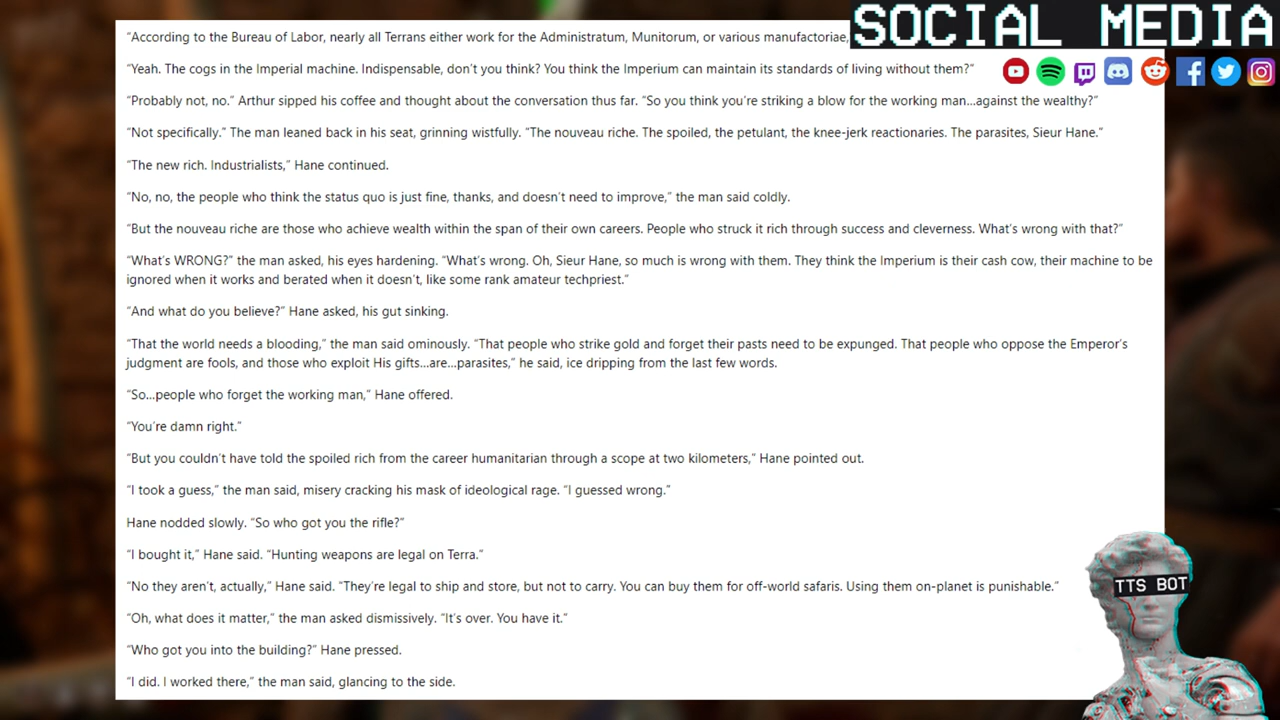 SOCIAL MEDIA
“According to the Bureau of Labor, nearly all Terrans either work for the Administratum, Munitorum, or various manufactoriae,
“Yeah. The cogs in the Imperial machine. Indispensable, don’t you think? You think the Imperium can maintain its standards of living without them?”
“Probably not, no.” Arthur sipped his coffee and thought about the conversation thus far. “So you think you’re striking a blow for the working man…against the wealthy?”
“Not specifically.” The man leaned back in his seat, grinning wistfully. “The nouveau riche. The spoiled, the petulant, the knee-jerk reactionaries. The parasites, Sieur Hane.”
“The new rich. Industrialists,” Hane continued.
“No, no, the people who think the status quo is just fine, thanks, and doesn’t need to improve,” the man said coldly.
“But the nouveau riche are those who achieve wealth within the span of their own careers. People who struck it rich through success and cleverness. What’s wrong with that?”
“What’s WRONG?” the man asked, his eyes hardening. “What’s wrong. Oh, Sieur Hane, so much is wrong with them. They think the Imperium is their cash cow, their machine to be
ignored when it works and berated when it doesn’t, like some rank amateur techpriest.”
“And what do you believe?” Hane asked, his gut sinking.
“That the world needs a blooding,” the man said ominously. “That people who strike gold and forget their pasts need to be expunged. That people who oppose the Emperor’s
judgment are fools, and those who exploit His gifts…are…parasites,” he said, ice dripping from the last few words.
“So…people who forget the working man,” Hane offered.
“You’re damn right.”
“But you couldn’t have told the spoiled rich from the career humanitarian through a scope at two kilometers,” Hane pointed out.
“I took a guess,” the man said, misery cracking his mask of ideological rage. “I guessed wrong.”
Hane nodded slowly. “So who got you the rifle?”
“I bought it,” Hane said. “Hunting weapons are legal on Terra.”
“No they aren’t, actually,” Hane said. “They’re legal to ship and store, but not to carry. You can buy them for off-world safaris. Using them on-planet is punishable.”
“Oh, what does it matter,” the man asked dismissively. “It’s over. You have it.”
“Who got you into the building?” Hane pressed.
“I did. I worked there,” the man said, glancing to the side.
TTS BOT